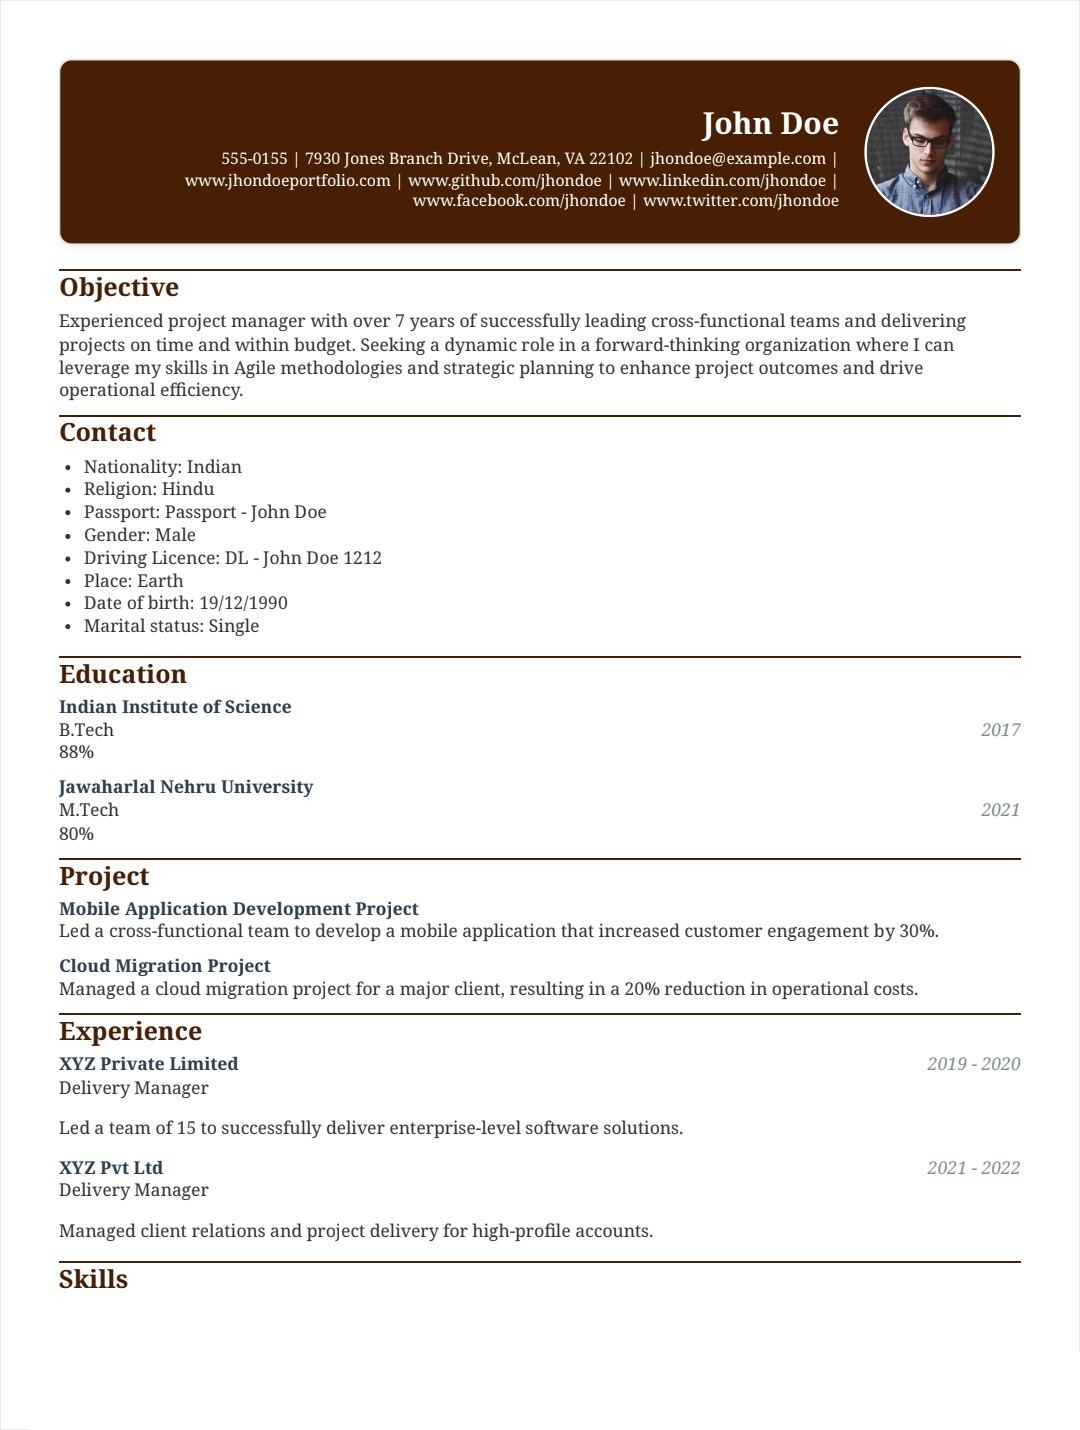 John Doe
555-0155 | 7930 Jones Branch Drive, McLean, VA 22102 | jhondoe@example.com |
www.jhondoeportfolio.com | www.github.com/jhondoe | www.linkedin.com/jhondoe |
www.facebook.com/jhondoe | www.twitter.com/jhondoe
Objective
Experienced project manager with over 7 years of successfully leading cross-functional teams and delivering
projects on time and within budget. Seeking a dynamic role in a forward-thinking organization where I can
leverage my skills in Agile methodologies and strategic planning to enhance project outcomes and drive
operational efficiency.
Contact
• Nationality: Indian
• Religion: Hindu
• Passport: Passport - John Doe
• Gender: Male
• Driving Licence: DL - John Doe 1212
• Place: Earth
• Date of birth: 19/12/1990
• Marital status: Single
Education
Indian Institute of Science
B.Tech 2017
88%
Jawaharlal Nehru University
M.Tech 2021
80%
Project
Mobile Application Development Project
Led a cross-functional team to develop a mobile application that increased customer engagement by 30%.
Cloud Migration Project
Managed a cloud migration project for a major client, resulting in a 20% reduction in operational costs.
Experience
XYZ Private Limited 2019 - 2020
Delivery Manager
Led a team of 15 to successfully deliver enterprise-level software solutions.
XYZ Pvt Ltd 2021 - 2022
Delivery Manager
Managed client relations and project delivery for high-profile accounts.
Skills